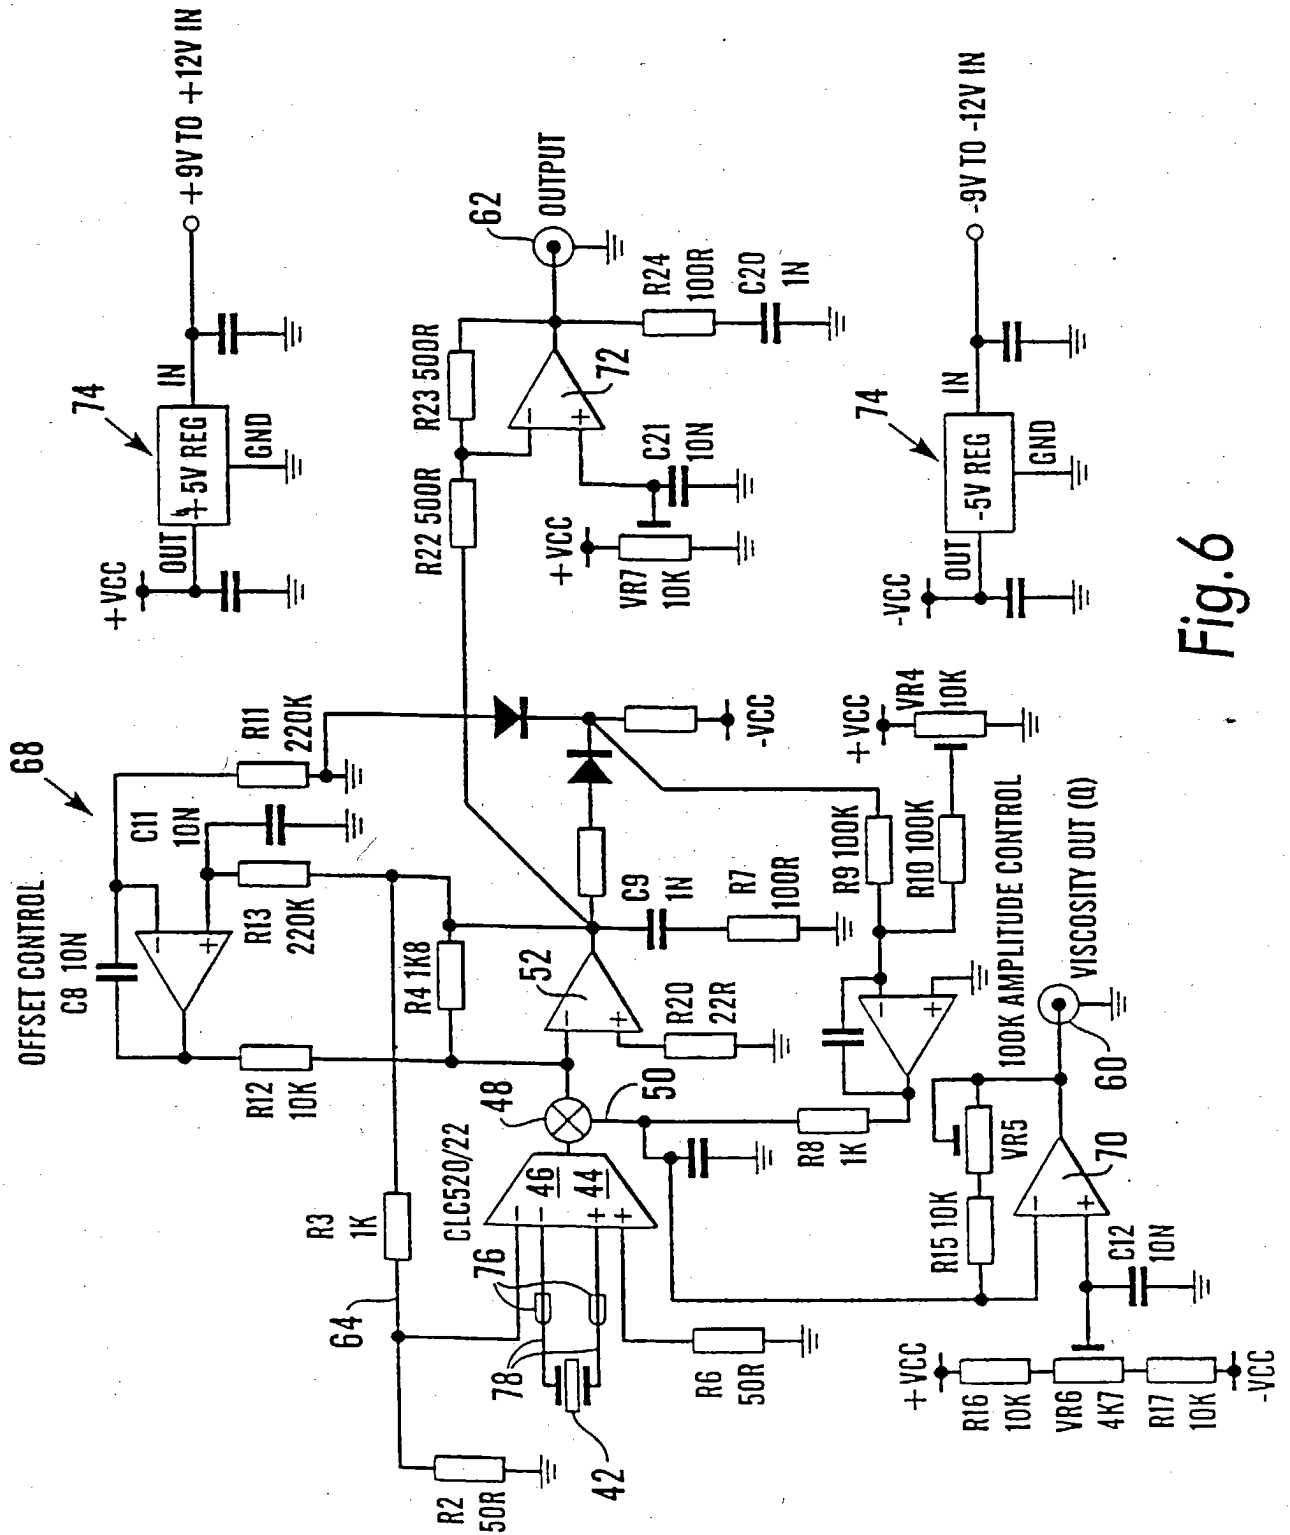 68
OFFSET CONTROL
C8 10N
C11
10N
R11
220K
R13
220K
R12
10K
+VCC
OUT
74
+5V REG
IN
GND
+9V TO +12V IN
64
R3
1K
R4 1K8
R22 500R
R23 500R
62
OUTPUT
72
R24
100R
C20
1N
C21
10N
+VCC
VR7
10K
R2
50R
42
78
76
CLC520/22
46
44
48
50
52
R20
22R
C9
1N
R7
100R
-VCC
R6
50R
R8
1K
R9 100K
R10 100K
+VCC
VR4
10K
100K AMPLITUDE CONTROL
74
-VCC
OUT
-5V REG
IN
GND
-9V TO -12V IN
+VCC
R16
10K
VR6
4K7
R17
10K
-VCC
C12
10N
R15 10K
VR5
70
60
VISCOSITY OUT (Q)
Fig.6